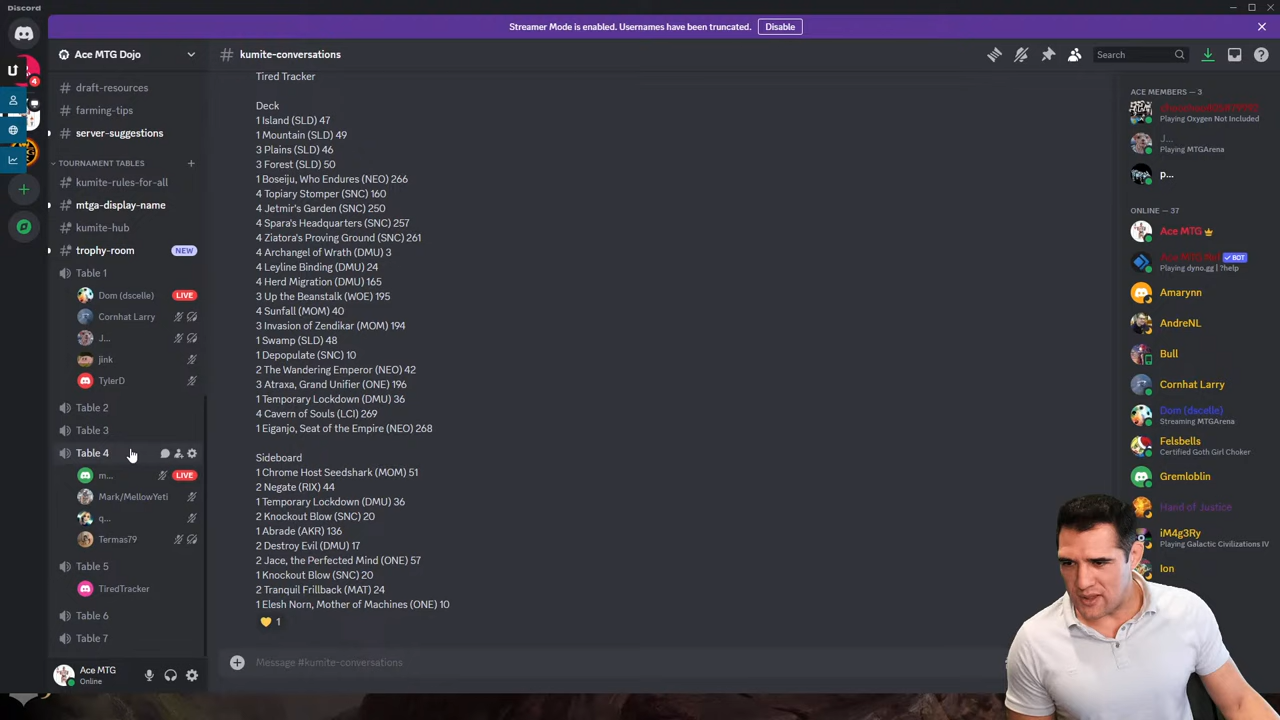 Discord
Streamer Mode is enabled. Usernames have been truncated.
Disable
Ace MTG Dojo
kumite-conversations
Search
draft-resources
farming-tips
server-suggestions
TOURNAMENT TABLES
kumite-rules-for-all
mtga-display-name
kumite-hub
trophy-room
NEW
Table 1
Dom (dscelle)
LIVE
Cornhat Larry
J...
jink
TylerD
Table 2
Table 3
Table 4
m...
LIVE
Mark/MellowYeti
q...
Termas79
Table 5
TiredTracker
Table 6
Table 7
Ace MTG
Online
4
Tired Tracker
Deck
1 Island (SLD) 47
1 Mountain (SLD) 49
3 Plains (SLD) 46
3 Forest (SLD) 50
1 Boseiju, Who Endures (NEO) 266
4 Topiary Stomper (SNC) 160
4 Jetmir's Garden (SNC) 250
4 Spara's Headquarters (SNC) 257
4 Ziatora's Proving Ground (SNC) 261
4 Archangel of Wrath (DMU) 3
4 Leyline Binding (DMU) 24
4 Herd Migration (DMU) 165
3 Up the Beanstalk (WOE) 195
4 Sunfall (MOM) 40
3 Invasion of Zendikar (MOM) 194
1 Swamp (SLD) 48
1 Depopulate (SNC) 10
2 The Wandering Emperor (NEO) 42
3 Atraxa, Grand Unifier (ONE) 196
1 Temporary Lockdown (DMU) 36
4 Cavern of Souls (LCI) 269
1 Eiganjo, Seat of the Empire (NEO) 268
Sideboard
1 Chrome Host Seedshark (MOM) 51
2 Negate (RIX) 44
1 Temporary Lockdown (DMU) 36
2 Knockout Blow (SNC) 20
1 Abrade (AKR) 136
2 Destroy Evil (DMU) 17
2 Jace, the Perfected Mind (ONE) 57
1 Knockout Blow (SNC) 20
2 Tranquil Frillback (MAT) 24
1 Elesh Norn, Mother of Machines (ONE) 10
1
Message #kumite-conversations
ACE MEMBERS — 3
Playing Oxygen Not Included
J...
Playing MTGArena
p...
ONLINE — 37
Ace MTG
Ace MTG Bot
BOT
Playing dyno.gg | ?help
Amarynn
AndreNL
Bull
Cornhat Larry
Dom (dscelle)
Streaming MTGArena
Felsbells
Certified Goth Girl Choker
Gremloblin
Hand of Justice
iM4g3Ry
Playing Galactic Civilizations IV
Ion